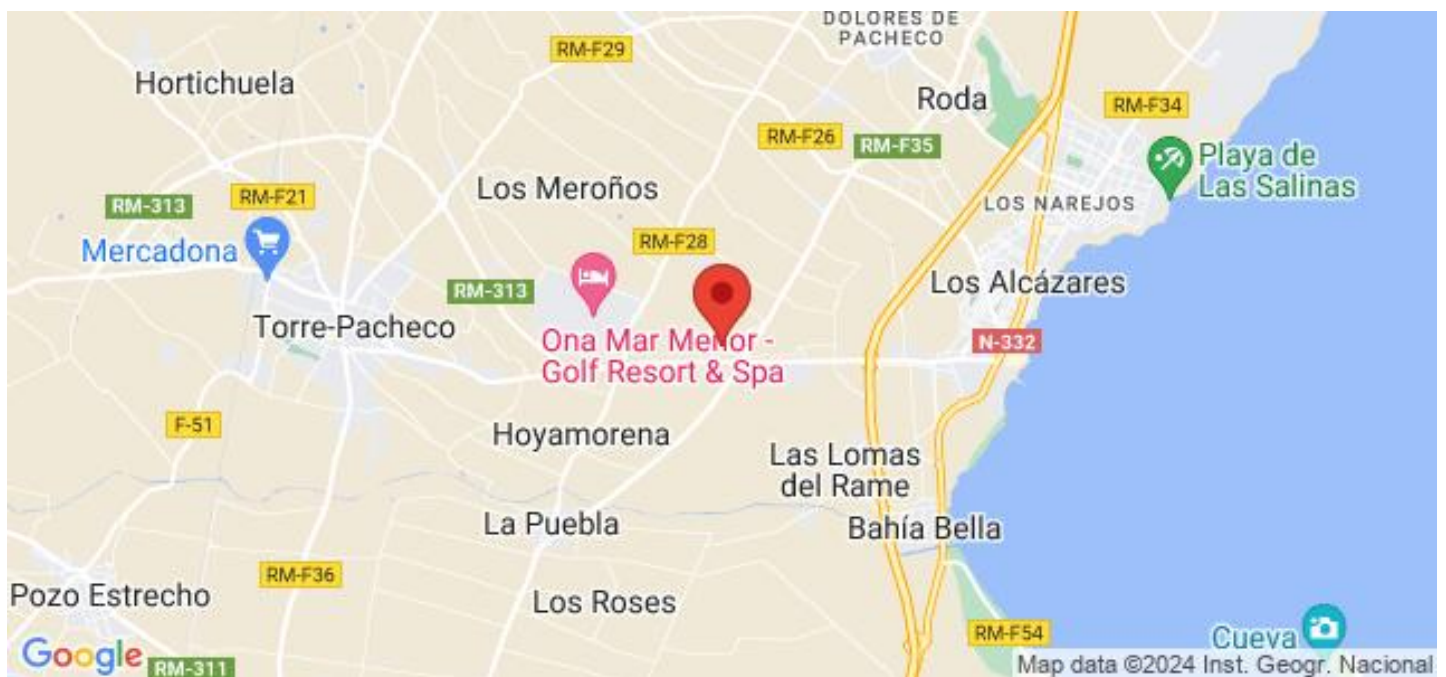 DOLORES DE
PACHECO
RM-F29
Hortichuela
Roda
RM-F34
RM-F26
RM-F35
Playa de
Las Salinas
Los Meroños
RM-F21
RM-313
LOS NAREJOS
Mercadona
RM-F28
RM-313
Los Alcázares
Torre-Pacheco
Ona Mar Menor -
Golf Resort & Spa
N-332
F-51
Hoyamorena
Las Lomas
del Rame
La Puebla
Bahía Bella
RM-F36
Pozo Estrecho
Los Roses
RM-F54
Cueva
Google
RM-311
Map data ©2024 Inst. Geogr. Nacional